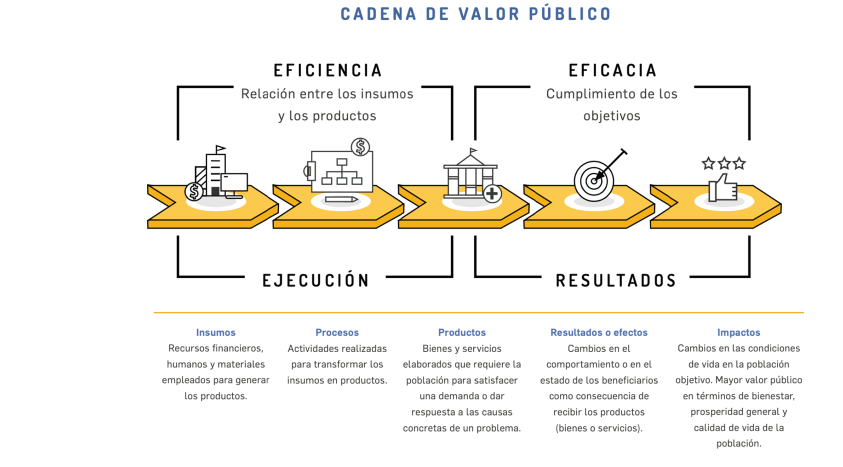 CADENA DE VALOR PÚBLICO
EFICIENCIA
Relación entre los insumos
y los productos
EFICACIA
Cumplimiento de los
objetivos
$
$
EJECUCIÓN
RESULTADOS
Insumos
Recursos financieros,
humanos y materiales
empleados para generar
los productos.
Procesos
Actividades realizadas
para transformar los
insumos en productos.
Productos
Bienes y servicios
elaborados que requiere la
población para satisfacer
una demanda o dar
respuesta a las causas
concretas de un problema.
Resultados o efectos
Cambios en el
comportamiento o en el
estado de los beneficiarios
como consecuencia de
recibir los productos
(bienes o servicios).
Impactos
Cambios en las condiciones
de vida en la población
objetivo. Mayor valor público
en términos de bienestar,
prosperidad general y
calidad de vida de la
población.